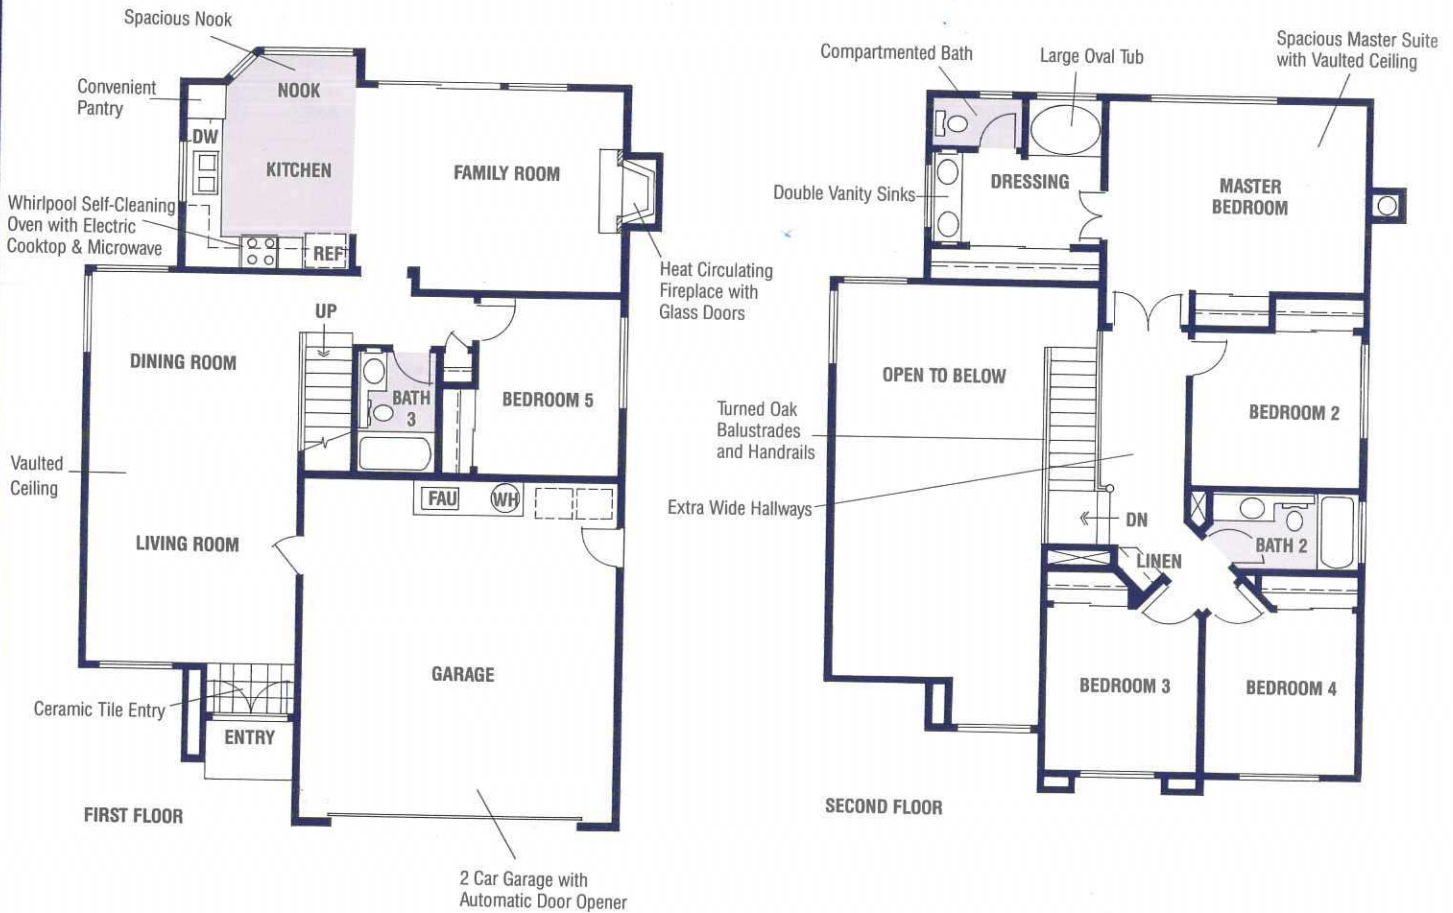 Spacious Nook
Convenient
Pantry
NOOK
DW
KITCHEN
FAMILY ROOM
Whirlpool Self-Cleaning
Oven with Electric
Cooktop & Microwave
REF
Heat Circulating
Fireplace with
Glass Doors
UP
DINING ROOM
BATH
3
BEDROOM 5
Vaulted
Ceiling
FAU
WH
LIVING ROOM
GARAGE
Ceramic Tile Entry
ENTRY
FIRST FLOOR
2 Car Garage with
Automatic Door Opener
Compartmented Bath
Large Oval Tub
Spacious Master Suite
with Vaulted Ceiling
Double Vanity Sinks
DRESSING
MASTER
BEDROOM
OPEN TO BELOW
BEDROOM 2
Turned Oak
Balustrades
and Handrails
Extra Wide Hallways
DN
BATH 2
LINEN
BEDROOM 3
BEDROOM 4
SECOND FLOOR